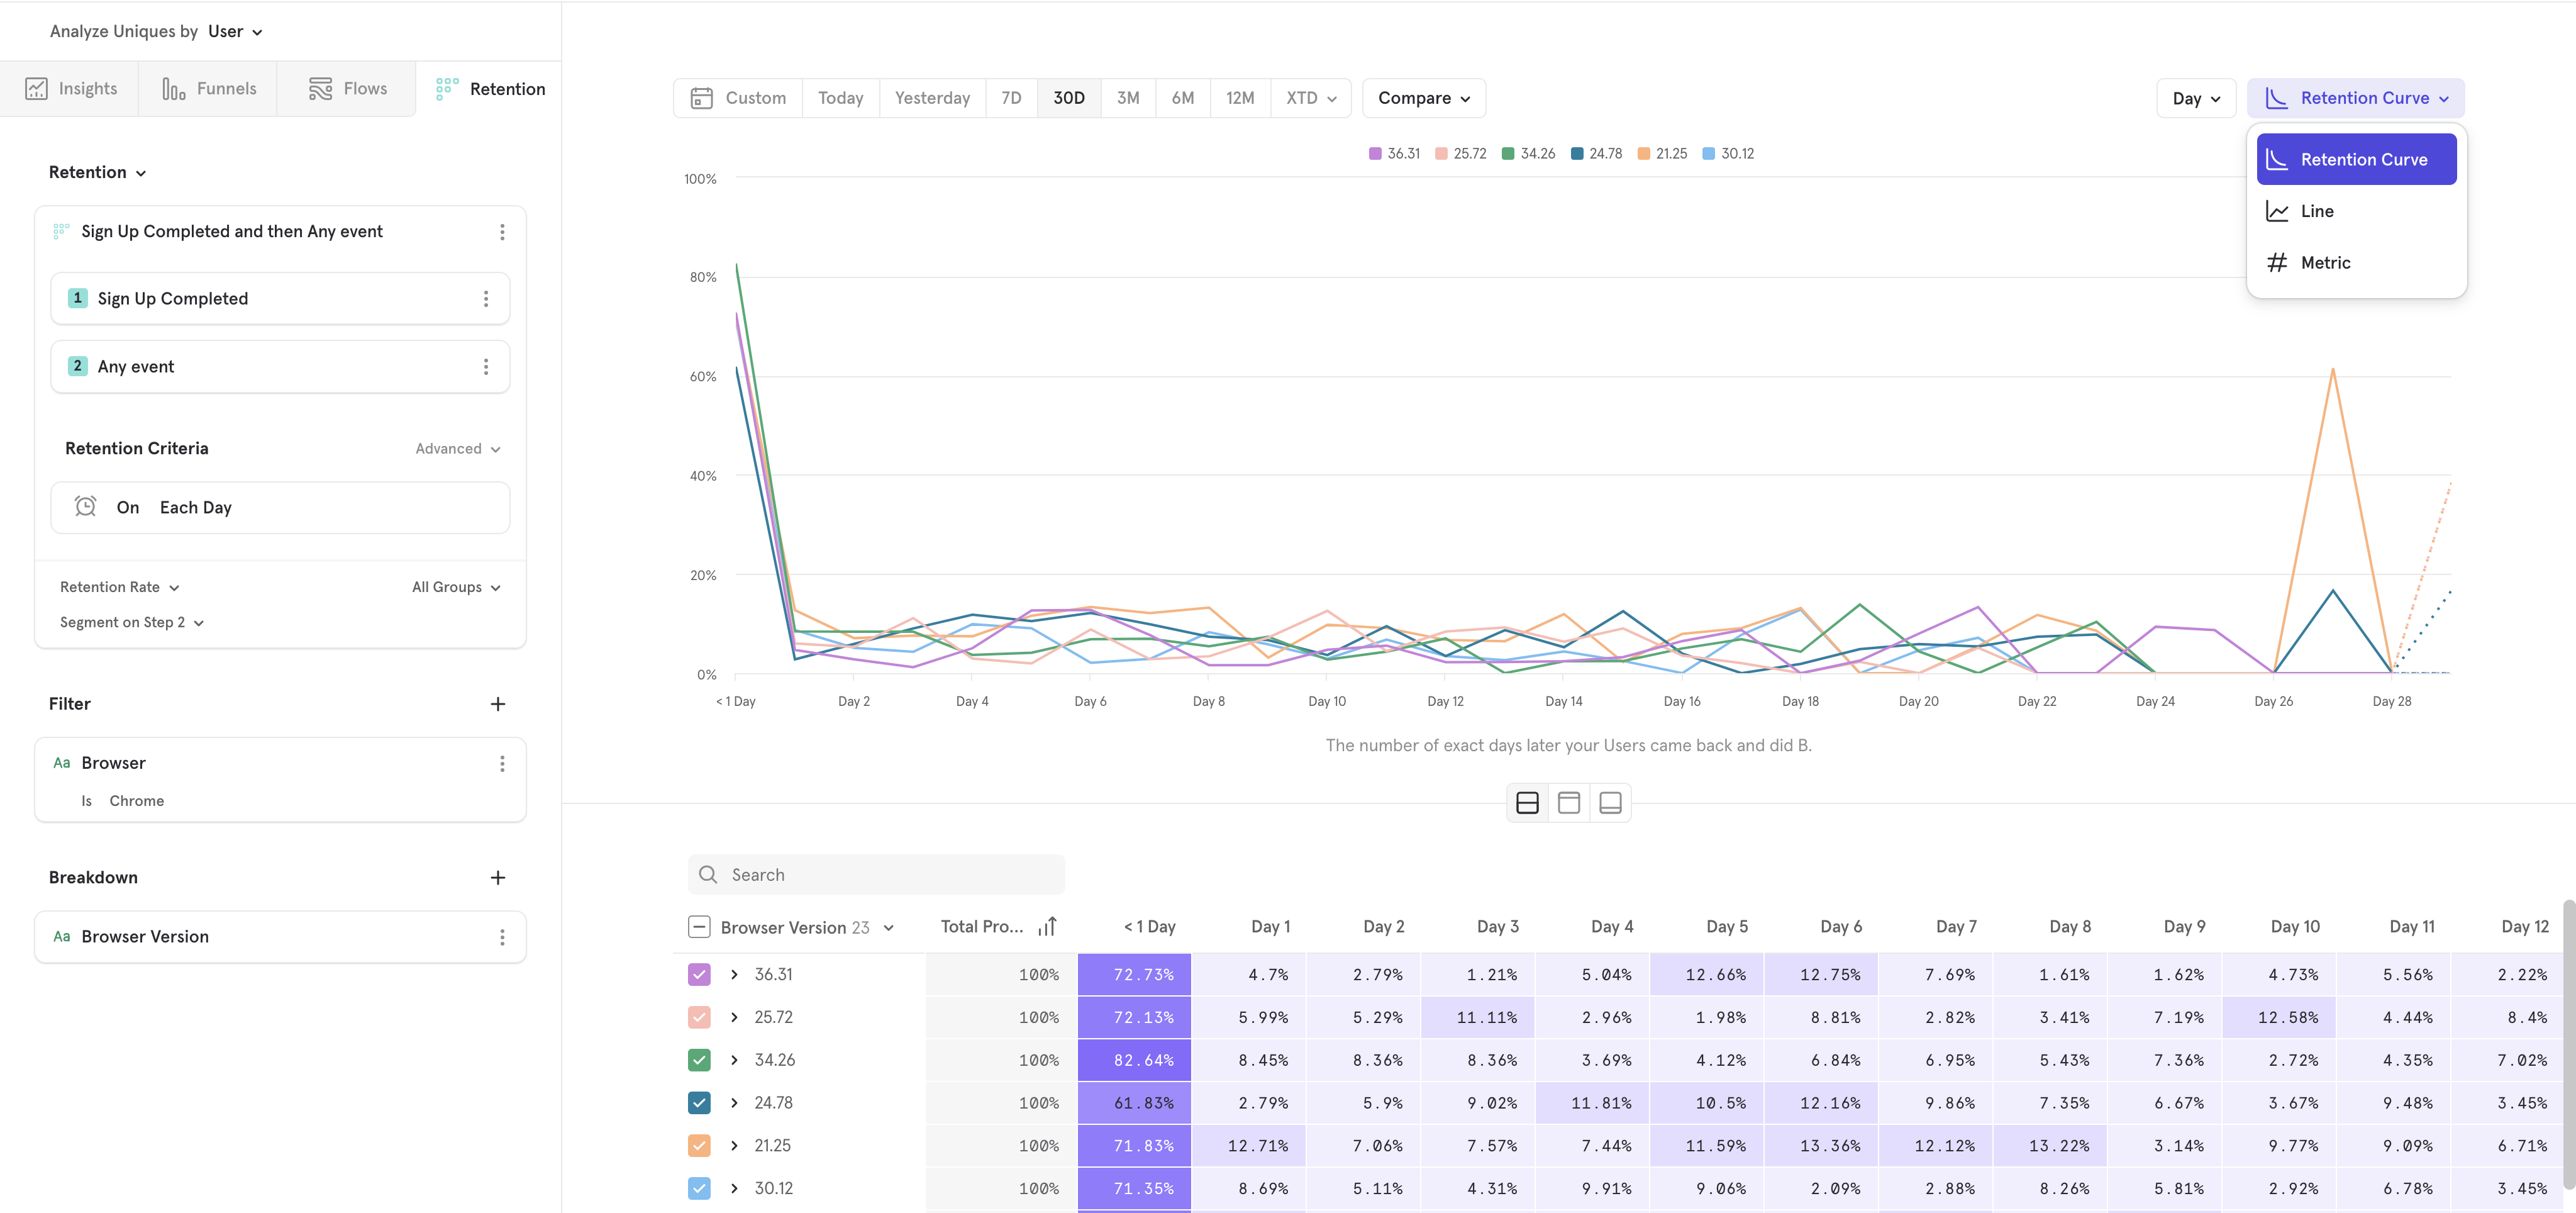 Analyze Uniques by User
Insights
Funnels
Flows
Retention
Retention
Sign Up Completed and then Any event
1 Sign Up Completed
2 Any event
Retention Criteria
Advanced
On Each Day
Retention Rate
All Groups
Segment on Step 2
Filter
Aa Browser
Is Chrome
Breakdown
Aa Browser Version
Custom
Today
Yesterday
7D
30D
3M
6M
12M
XTD
Compare
Day
Retention Curve
Retention Curve
Line
Metric
36.31 25.72 34.26 24.78 21.25 30.12
100%
80%
60%
40%
20%
0%
< 1 Day Day 2 Day 4 Day 6 Day 8 Day 10 Day 12 Day 14 Day 16 Day 18 Day 20 Day 22 Day 24 Day 26 Day 28
The number of exact days later your Users came back and did B.
Search
Browser Version 23 Total Pro... < 1 Day Day 1 Day 2 Day 3 Day 4 Day 5 Day 6 Day 7 Day 8 Day 9 Day 10 Day 11 Day 12
36.31 100% 72.73% 4.7% 2.79% 1.21% 5.04% 12.66% 12.75% 7.69% 1.61% 1.62% 4.73% 5.56% 2.22%
25.72 100% 72.13% 5.99% 5.29% 11.11% 2.96% 1.98% 8.81% 2.82% 3.41% 7.19% 12.58% 4.44% 8.4%
34.26 100% 82.64% 8.45% 8.36% 8.36% 3.69% 4.12% 6.84% 6.95% 5.43% 7.36% 2.72% 4.35% 7.02%
24.78 100% 61.83% 2.79% 5.9% 9.02% 11.81% 10.5% 12.16% 9.86% 7.35% 6.67% 3.67% 9.48% 3.45%
21.25 100% 71.83% 12.71% 7.06% 7.57% 7.44% 11.59% 13.36% 12.12% 13.22% 3.14% 9.77% 9.09% 6.71%
30.12 100% 71.35% 8.69% 5.11% 4.31% 9.91% 9.06% 2.09% 2.88% 8.26% 5.81% 2.92% 6.78% 3.45%